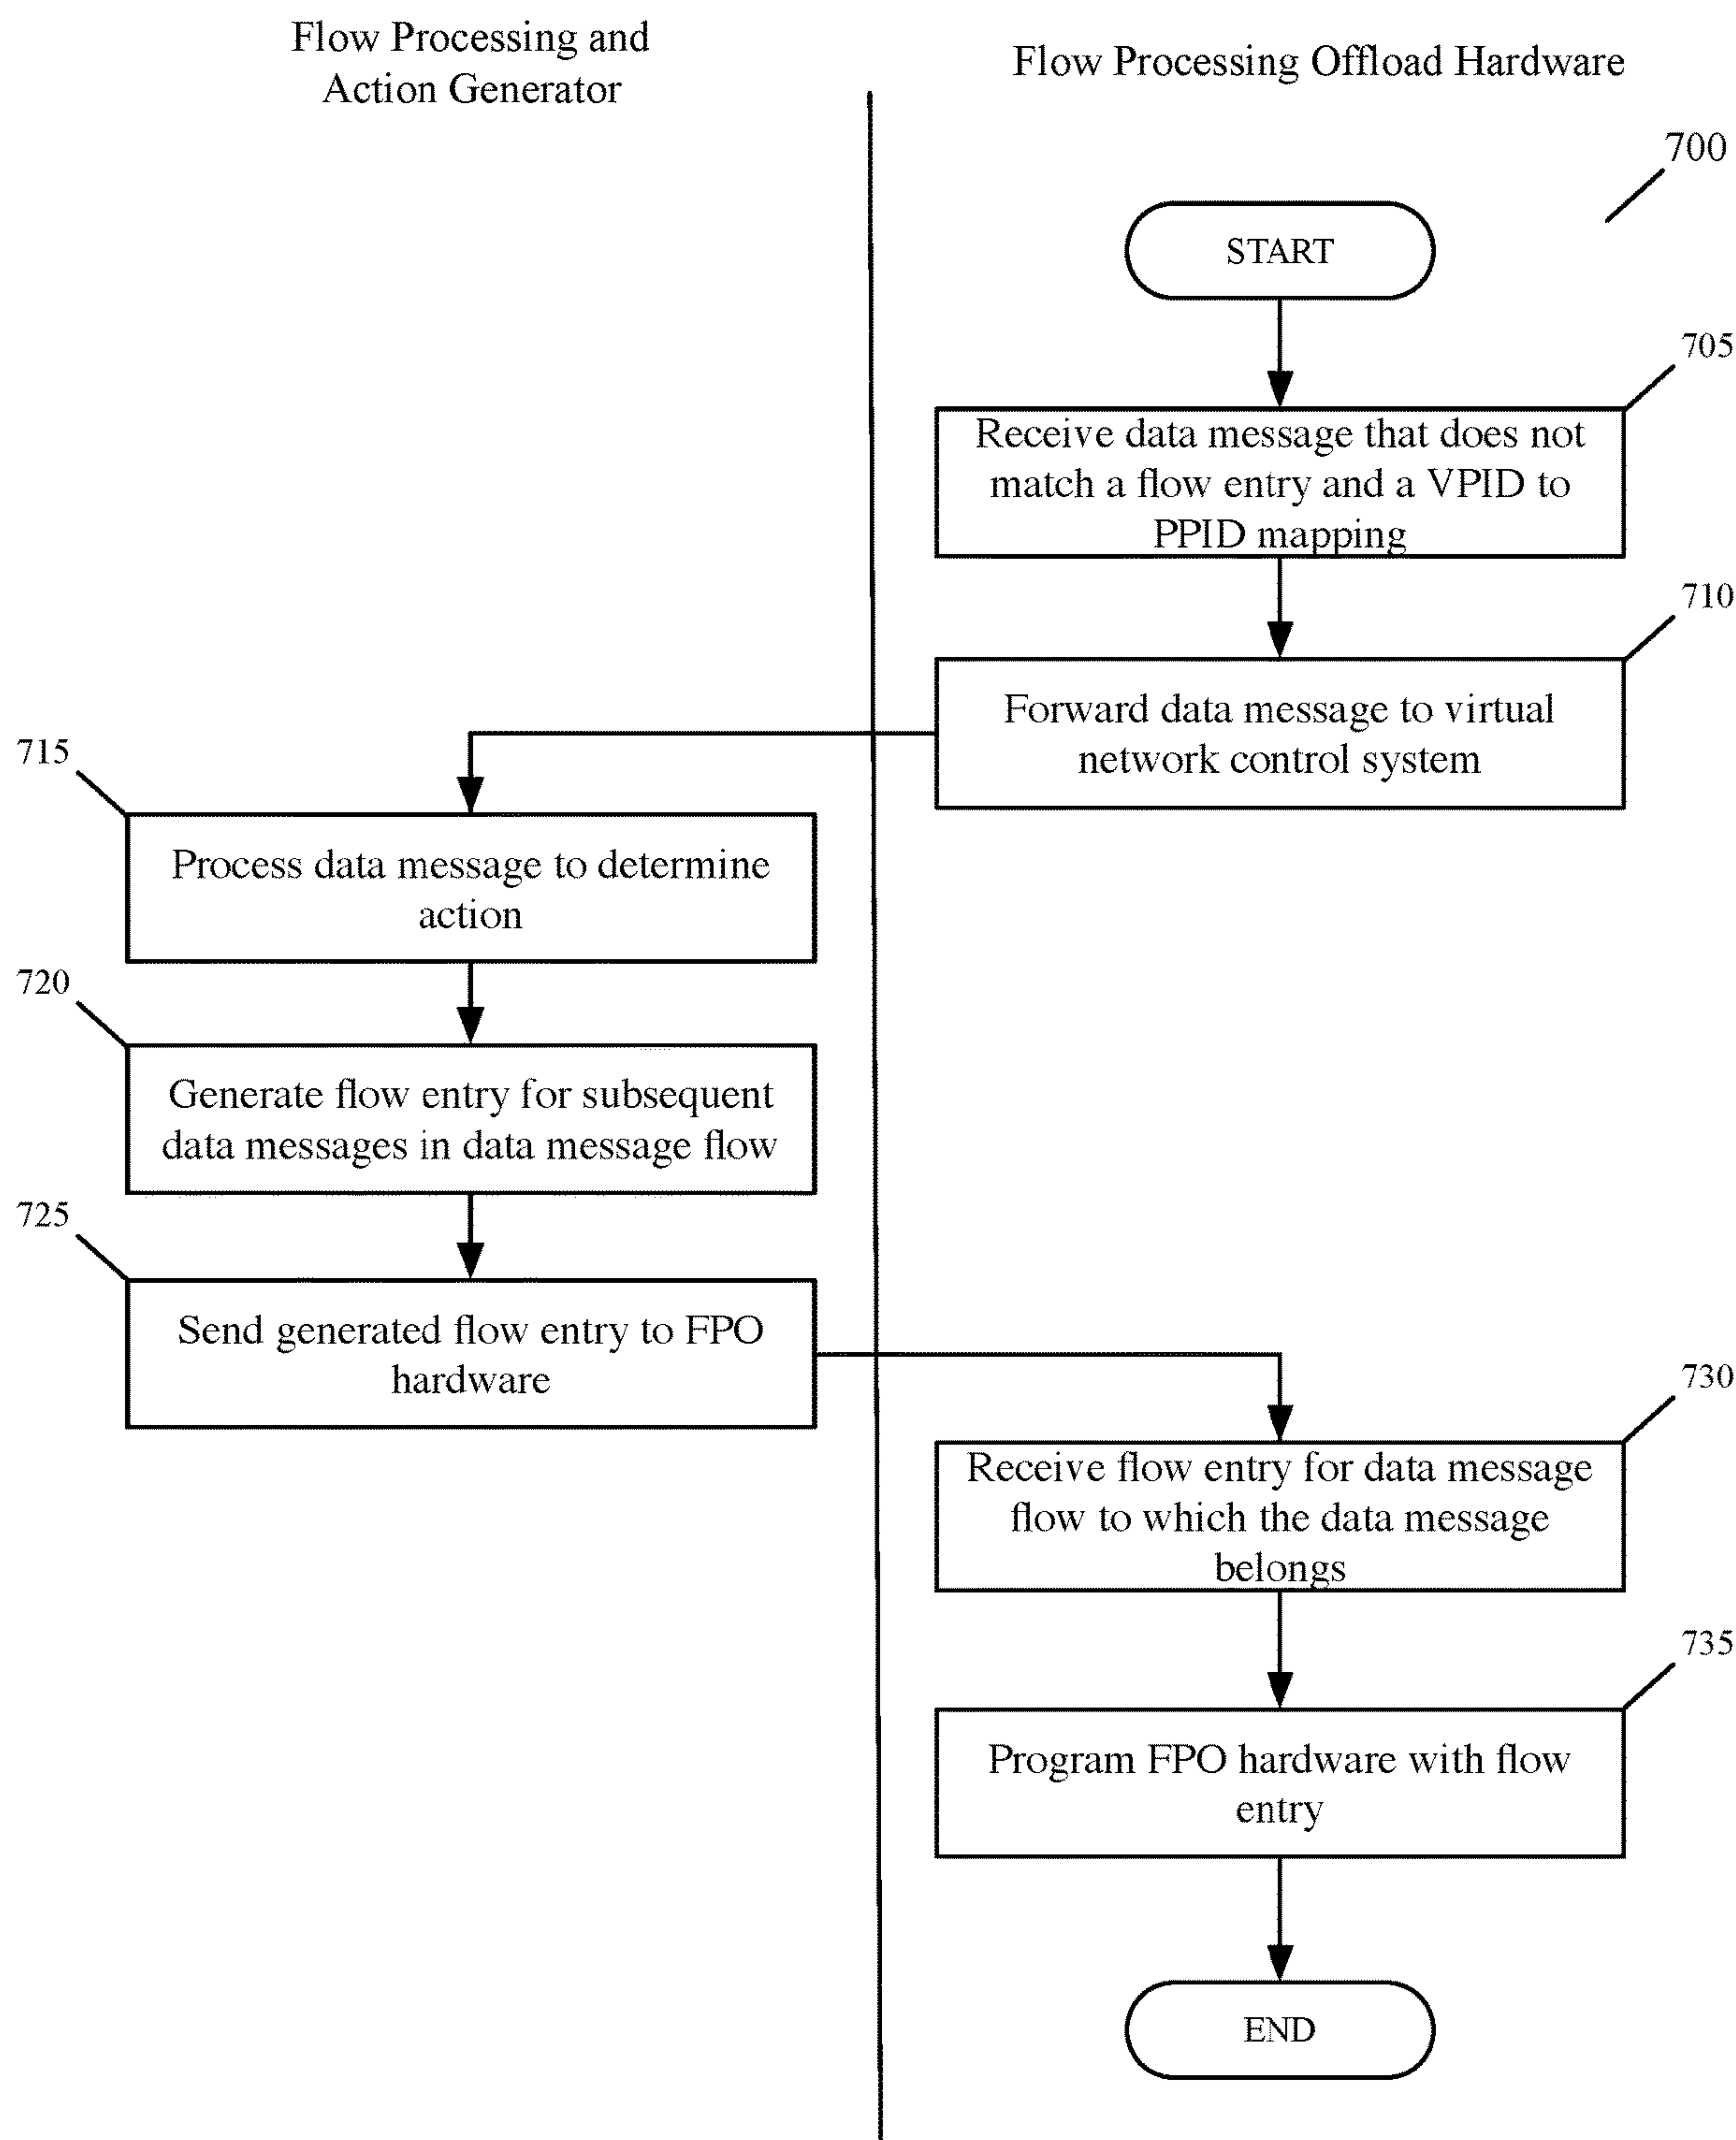 Flow Processing and
Action Generator
Flow Processing Offload Hardware
700
START
705
Receive data message that does not
match a flow entry and a VPID to
PPID mapping
710
Forward data message to virtual
network control system
715
Process data message to determine
action
720
Generate flow entry for subsequent
data messages in data message flow
725
Send generated flow entry to FPO
hardware
730
Receive flow entry for data message
flow to which the data message
belongs
735
Program FPO hardware with flow
entry
END